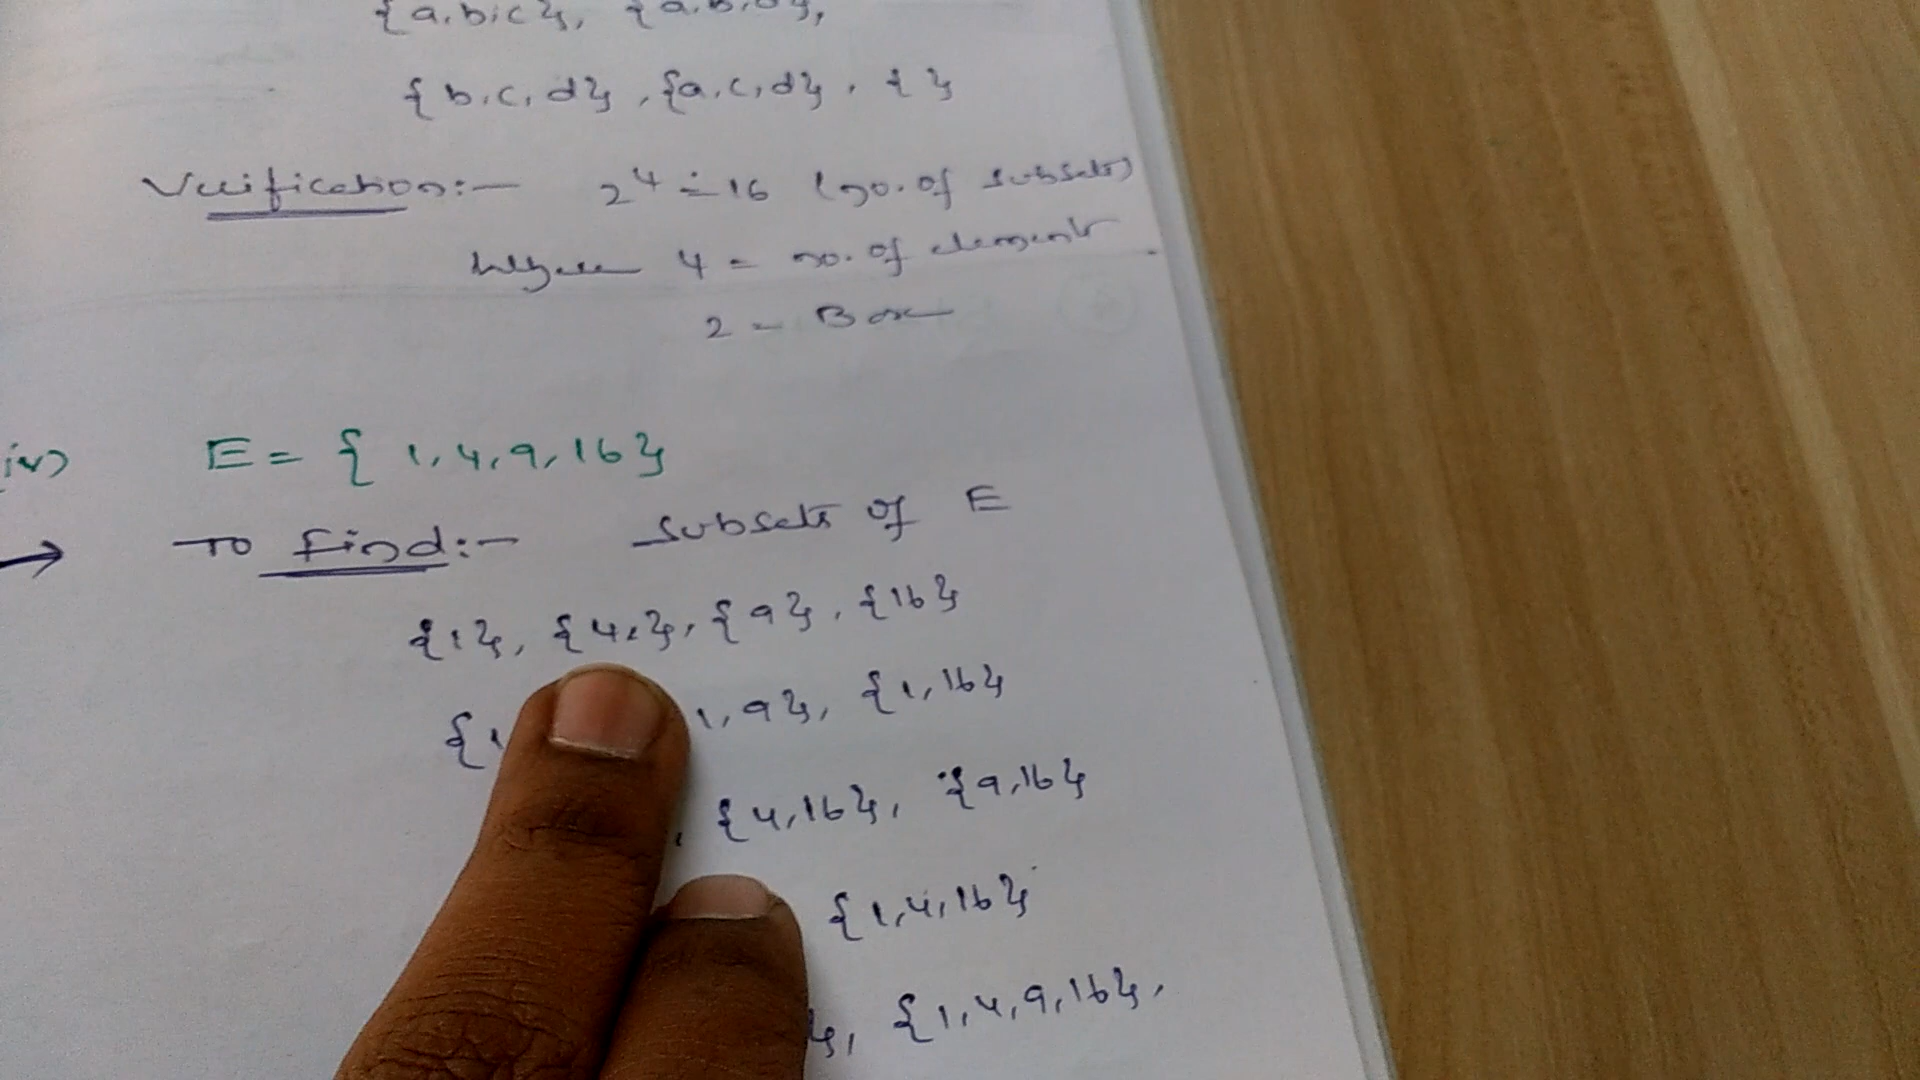 {a,b,c},
{b,c,d}, {a,c,d}, { }
Verification:- 2⁴ = 16 (no. of subsets)
Where 4 = no. of elements
2 =
iv) E = { 1, 4, 9, 16}
→ To find:- Subsets of E
{1}, {4}, {9}, {16}
{1 1, 9}, {1, 16}
, {4, 16}, {9, 16}
{1, 4, 16}
}, {1, 4, 9, 16},